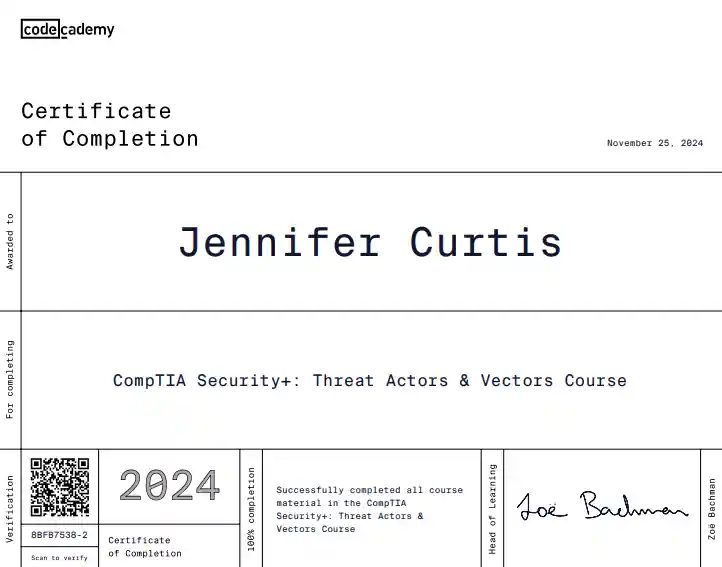 codecademy
Certificate
of Completion
November 25, 2024
Awarded to
Jennifer Curtis
For completing
CompTIA Security+: Threat Actors & Vectors Course
Verification
8BFB7538-2
Scan to verify
2024
Certificate
of Completion
100% completion
Successfully completed all course
material in the CompTIA
Security+: Threat Actors &
Vectors Course
Head of Learning
Zoë Bachman
Zoë Bachman